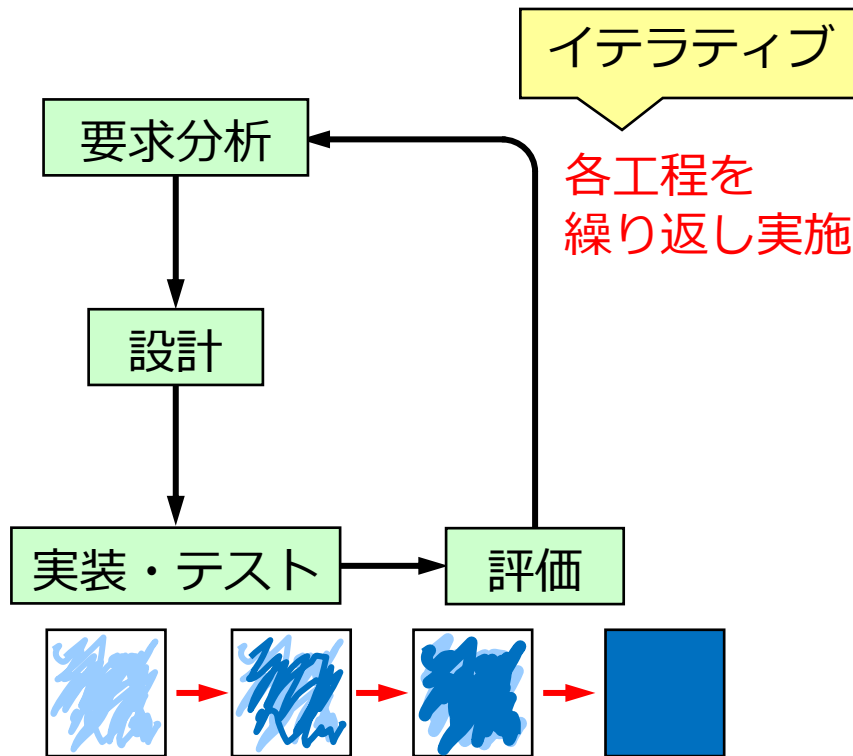 イテラティブ
要求分析
各工程を
繰り返し実施
設計
実装・テスト
評価